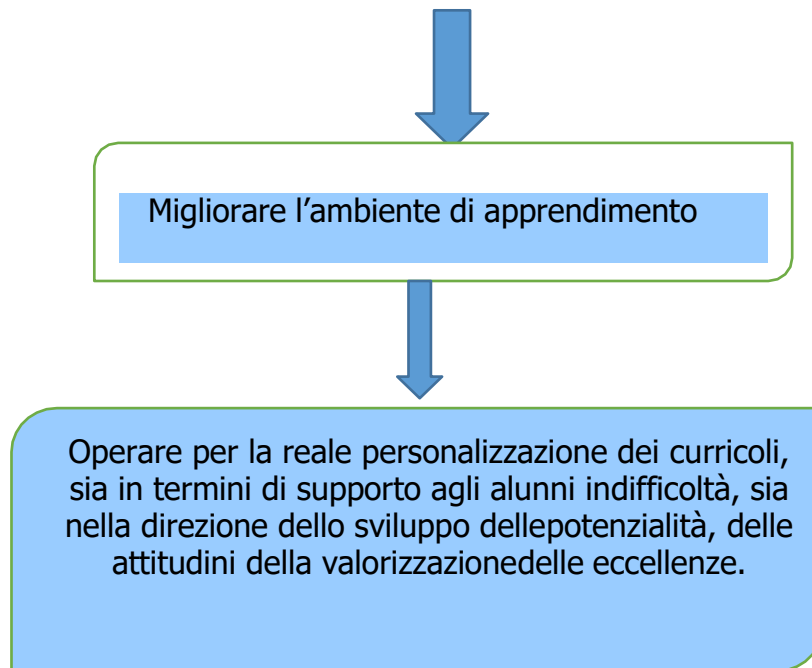 Migliorare l’ambiente di apprendimento
Operare per la reale personalizzazione dei curricoli,
sia in termini di supporto agli alunni indifficoltà, sia
nella direzione dello sviluppo dellepotenzialità, delle
attitudini della valorizzazionedelle eccellenze.